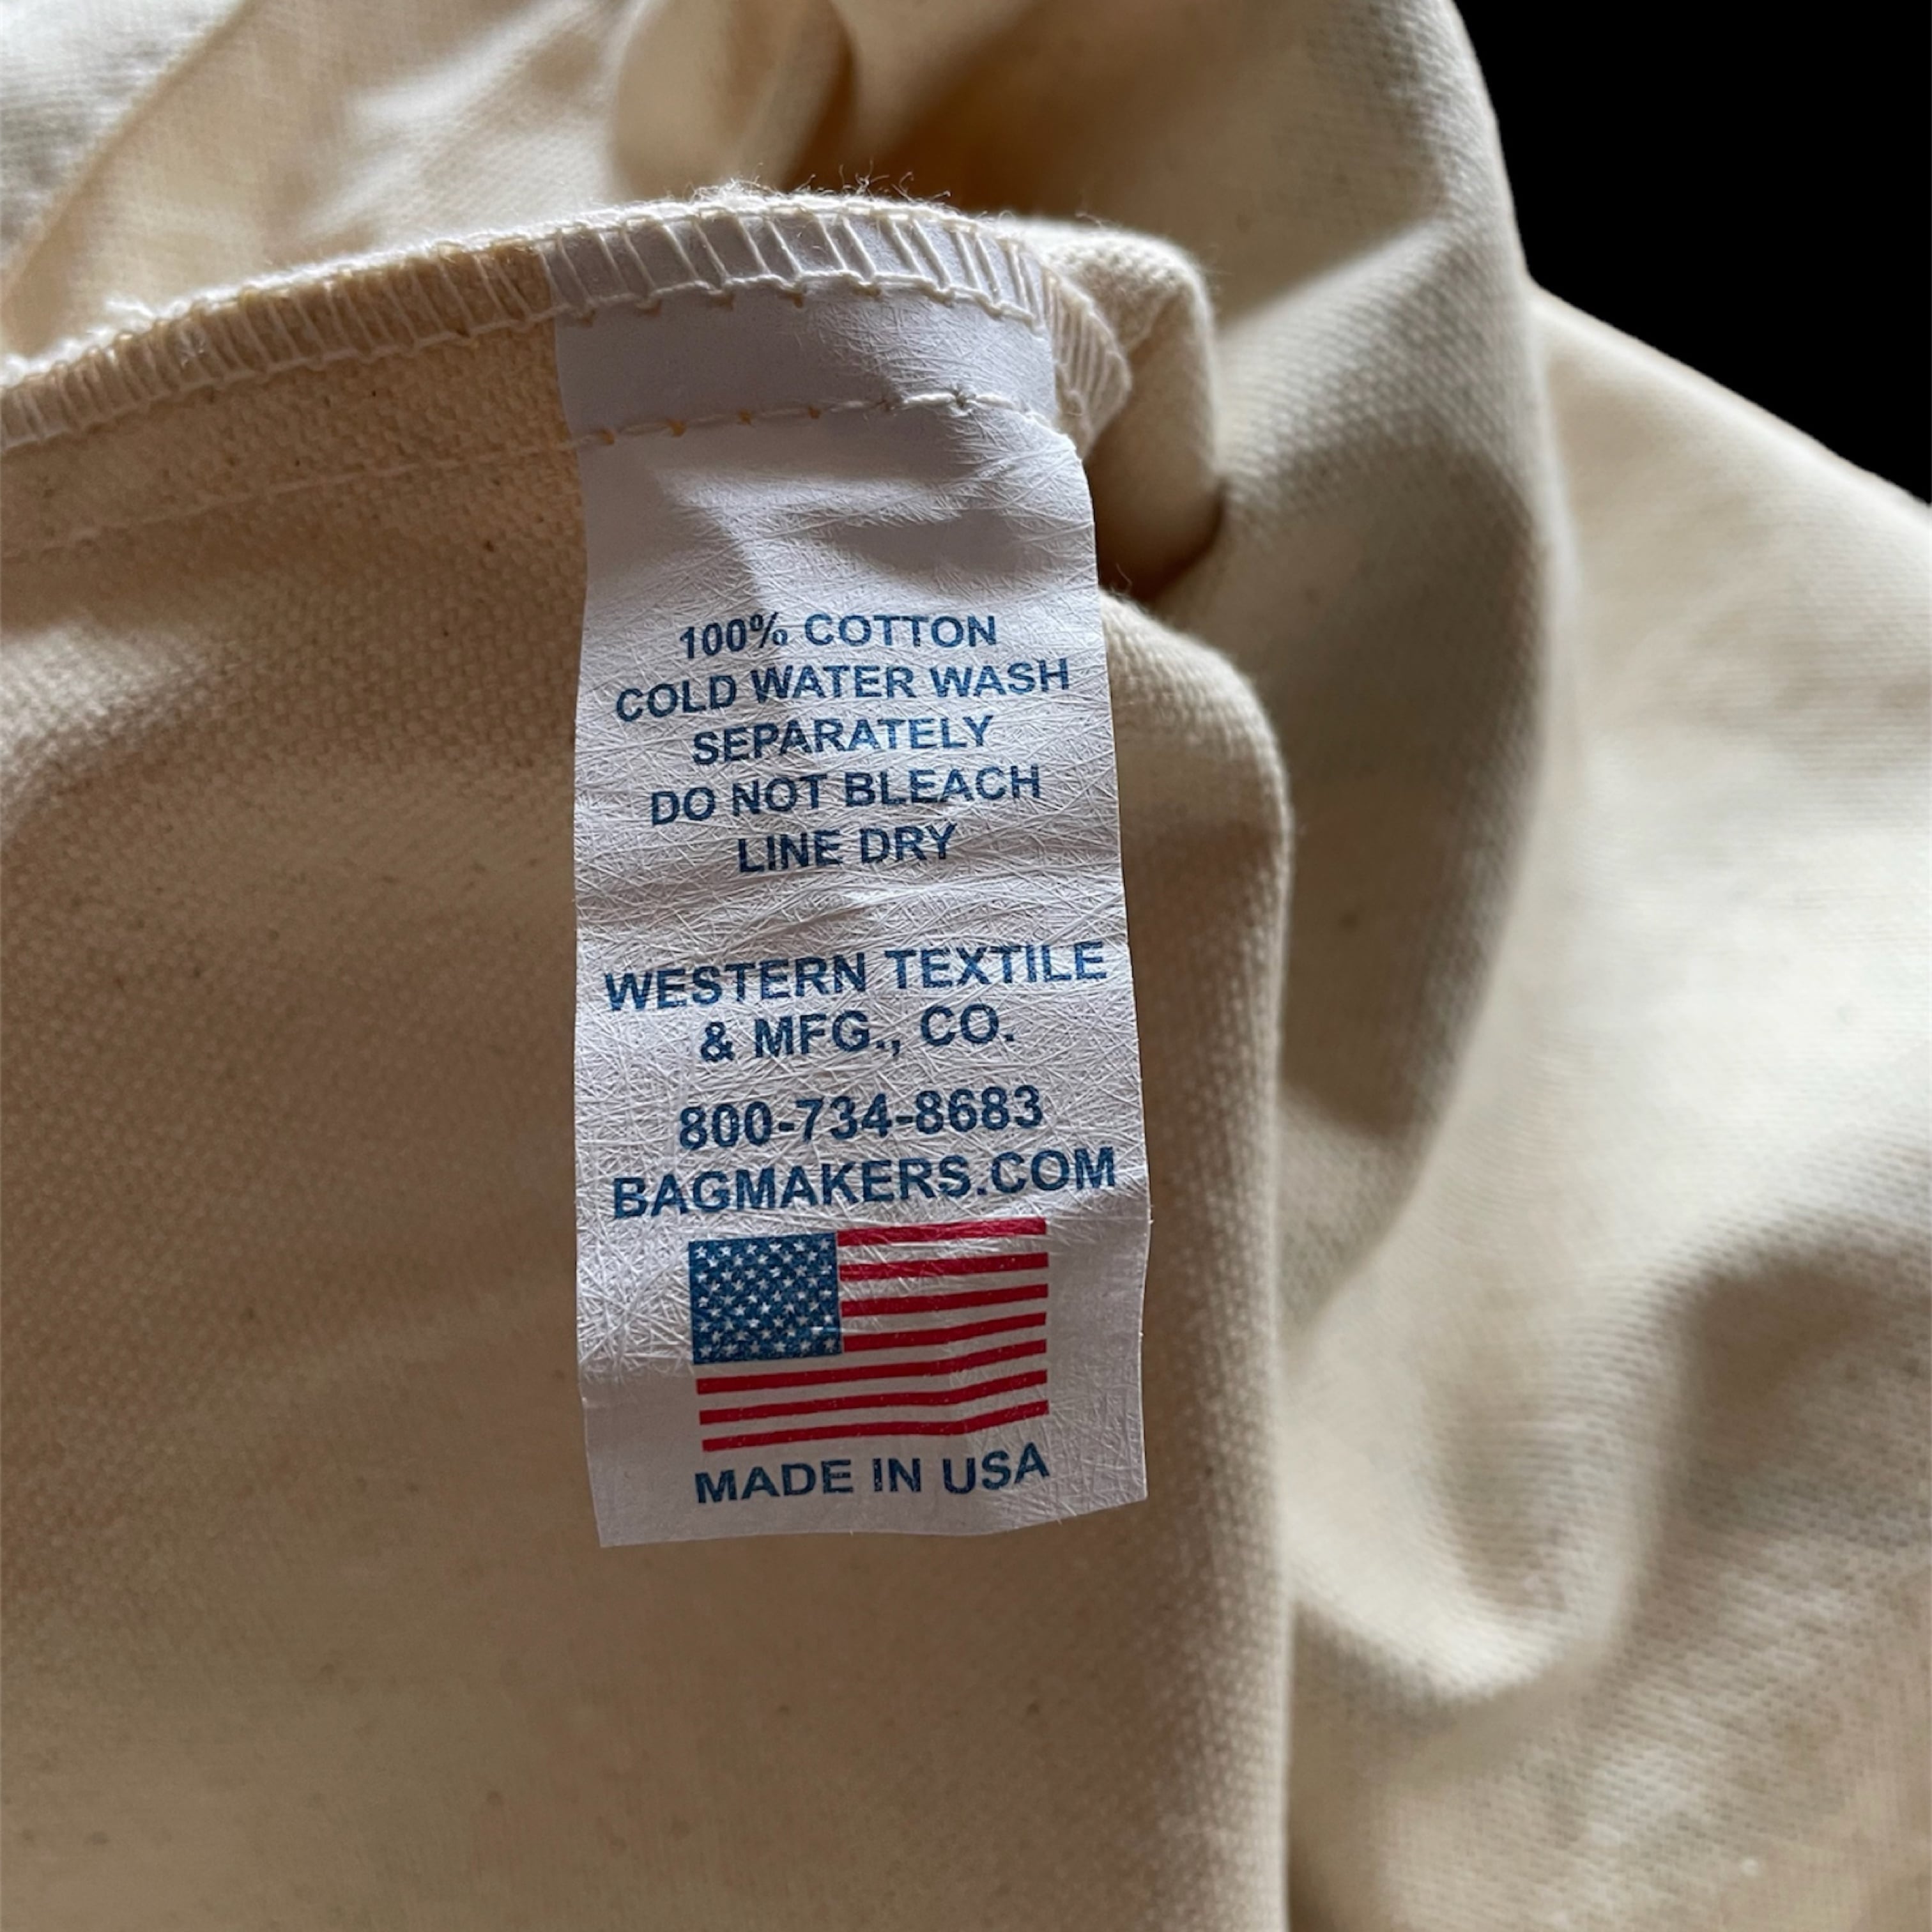 100% COTTON
COLD WATER WASH
SEPARATELY
DO NOT BLEACH
LINE DRY
WESTERN TEXTILE
& MFG., CO.
800-734-8683
BAGMAKERS.COM
MADE IN USA